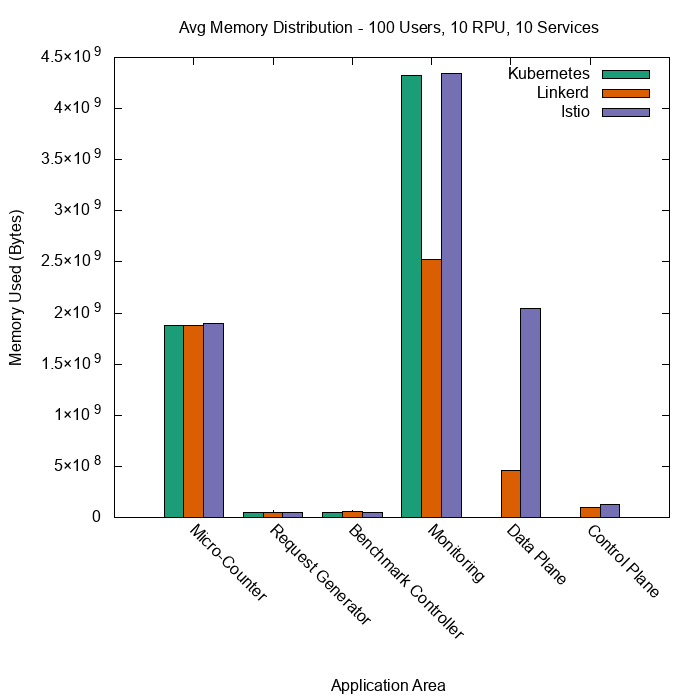 Avg Memory Distribution - 100 Users, 10 RPU, 10 Services
Memory Used (Bytes)
4.5×10⁹
4×10⁹
3.5×10⁹
3×10⁹
2.5×10⁹
2×10⁹
1.5×10⁹
1×10⁹
5×10⁸
0
Kubernetes
Linkerd
Istio
Micro-Counter
Request Generator
Benchmark Controller
Monitoring
Data Plane
Control Plane
Application Area